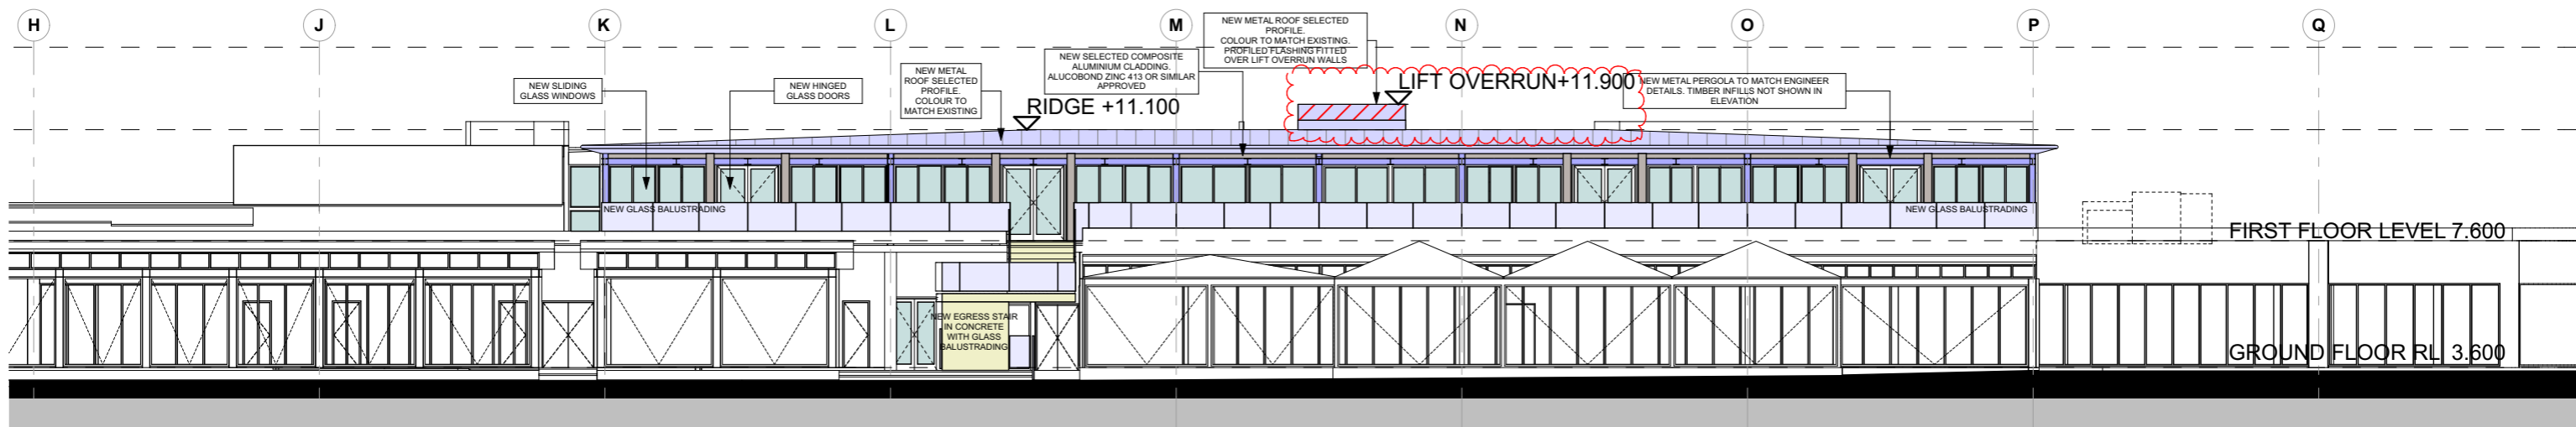 H J K L M N O P Q
NEW SLIDING
GLASS WINDOWS
NEW HINGED
GLASS DOORS
NEW METAL
ROOF SELECTED
PROFILE.
COLOUR TO
MATCH EXISTING
RIDGE +11.100
NEW SELECTED COMPOSITE
ALUMINIUM CLADDING.
ALUCOBOND ZINC 413 OR SIMILAR
APPROVED
NEW METAL ROOF SELECTED
PROFILE.
COLOUR TO MATCH EXISTING.
PROFILED FLASHING FITTED
OVER LIFT OVERRUN WALLS
LIFT OVERRUN+11.900
NEW METAL PERGOLA TO MATCH ENGINEER
DETAILS. TIMBER INFILLS NOT SHOWN IN
ELEVATION
NEW GLASS BALUSTRADING
NEW GLASS BALUSTRADING
FIRST FLOOR LEVEL 7.600
NEW EGRESS STAIR
IN CONCRETE
WITH GLASS
BALUSTRADING
GROUND FLOOR RL 3.600